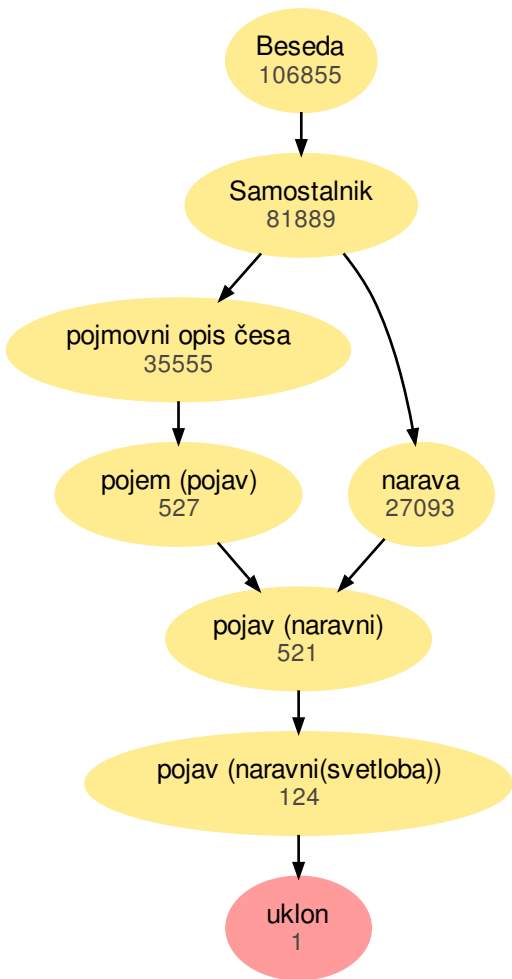 Beseda
106855
Samostalnik
81889
pojmovni opis česa
35555
pojem (pojav)
527
narava
27093
pojav (naravni)
521
pojav (naravni(svetloba))
124
uklon
1